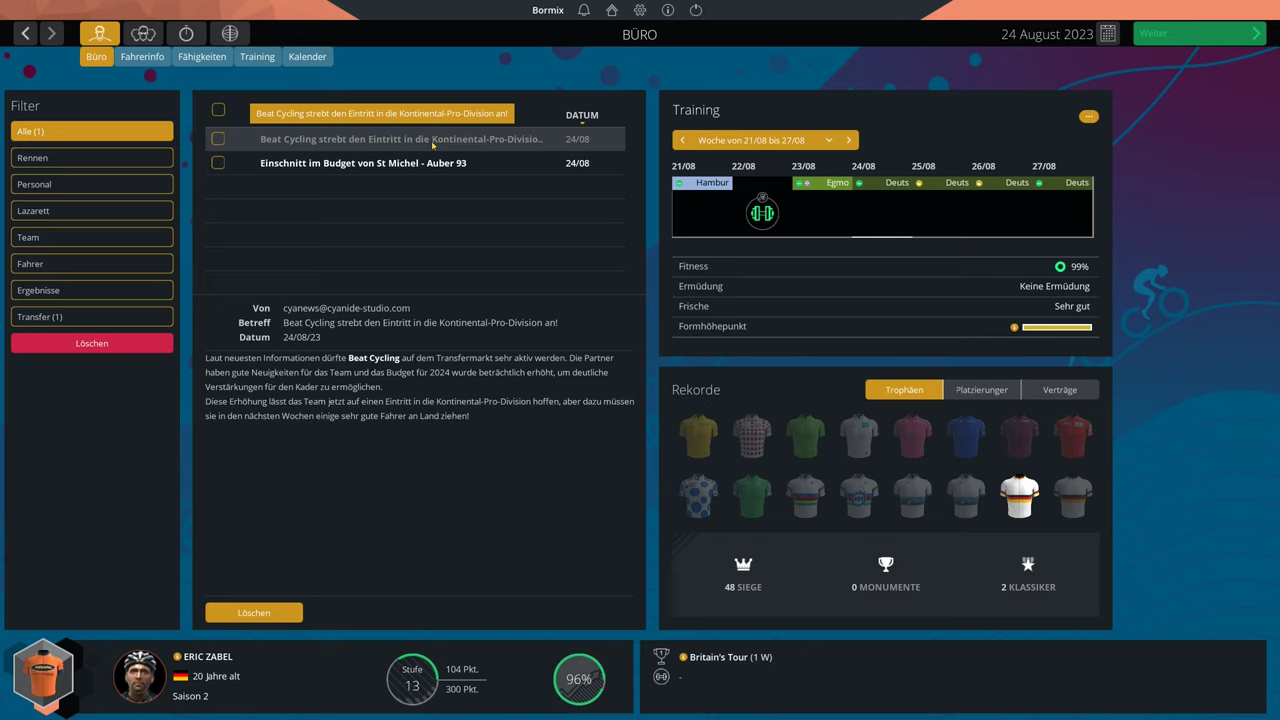 Bormix
BÜRO
24 August 2023
Weiter
Büro
Fahrerinfo
Fähigkeiten
Training
Kalender
Filter
Alle (1)
Rennen
Personal
Lazarett
Team
Fahrer
Ergebnisse
Transfer (1)
Löschen
Beat Cycling strebt den Eintritt in die Kontinental-Pro-Division an!
DATUM
Beat Cycling strebt den Eintritt in die Kontinental-Pro-Divisio.. 24/08
Einschnitt im Budget von St Michel - Auber 93 24/08
Von cyanews@cyanide-studio.com
Betreff Beat Cycling strebt den Eintritt in die Kontinental-Pro-Division an!
Datum 24/08/23
Laut neuesten Informationen dürfte Beat Cycling auf dem Transfermarkt sehr aktiv werden. Die Partner
haben gute Neuigkeiten für das Team und das Budget für 2024 wurde beträchtlich erhöht, um deutliche
Verstärkungen für den Kader zu ermöglichen.
Diese Erhöhung lässt das Team jetzt auf einen Eintritt in die Kontinental-Pro-Division hoffen, aber dazu müssen
sie in den nächsten Wochen einige sehr gute Fahrer an Land ziehen!
Löschen
Training
Woche von 21/08 bis 27/08
21/08 22/08 23/08 24/08 25/08 26/08 27/08
Hambur Egmo Deuts Deuts Deuts Deuts
Fitness 99%
Ermüdung Keine Ermüdung
Frische Sehr gut
Formhöhepunkt
Rekorde
Trophäen
Platzierungen
Verträge
48 SIEGE
0 MONUMENTE
2 KLASSIKER
ERIC ZABEL
20 Jahre alt
Saison 2
Stufe
13
104 Pkt.
300 Pkt.
96%
Britain's Tour (1 W)
-